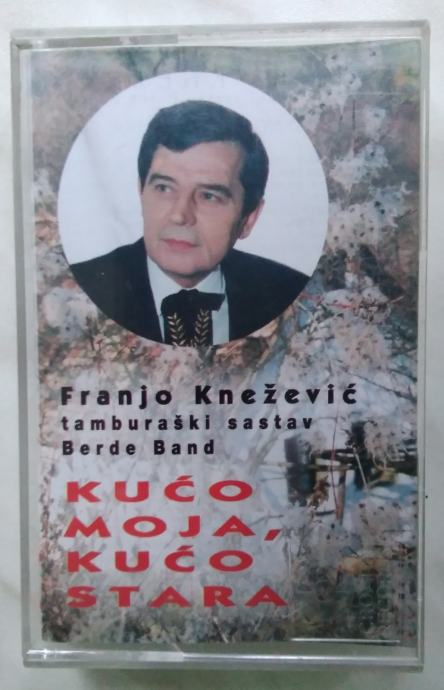 Franjo Knežević
tamburaški sastav
Berde Band
KUĆO
MOJA,
KUĆO
STARA